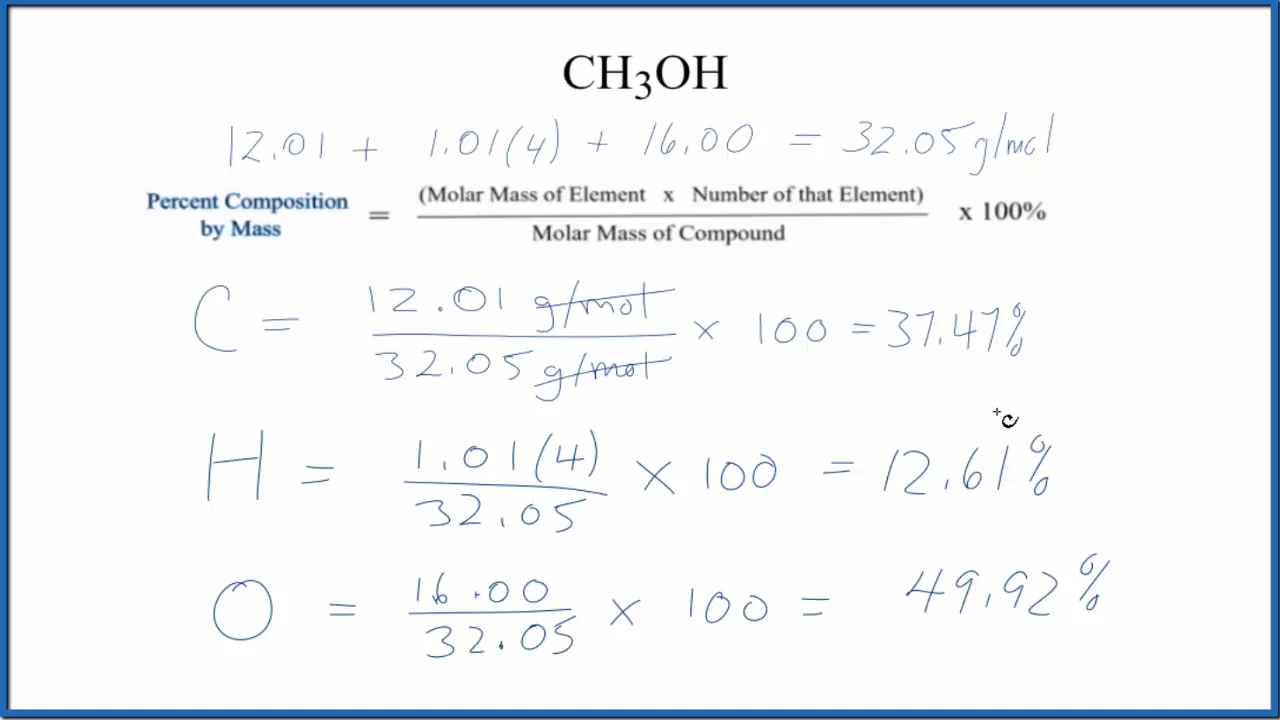 CH₃OH
12.01 + 1.01(4) + 16.00 = 32.05 g/mol
Percent Composition by Mass = (Molar Mass of Element x Number of that Element) / Molar Mass of Compound x 100%
C = 12.01 g/mol / 32.05 g/mol x 100 = 37.47%
H = 1.01(4) / 32.05 x 100 = 12.61%
O = 16.00 / 32.05 x 100 = 49.92%